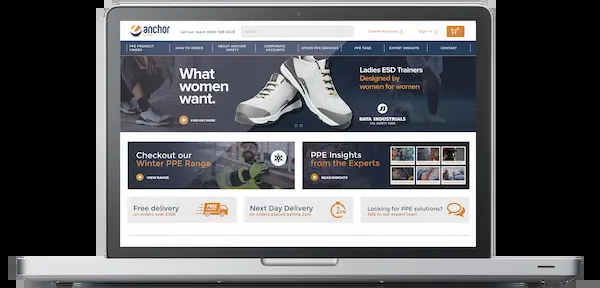 anchor
Call our team 0800 328 5028
Search
Create Account
Sign in
PPE PRODUCT FINDER
HOW TO ORDER
ABOUT ANCHOR SAFETY
CORPORATE ACCOUNTS
OTHER PPE SERVICES
PPE FAQS
EXPERT INSIGHTS
CONTACT
What
women
want.
FIND OUT MORE
Ladies ESD Trainers
Designed by
women for women
BATA INDUSTRIALS
Checkout our
Winter PPE Range
VIEW RANGE
PPE Insights
from the Experts
READ INSIGHTS
Free delivery
on orders over £100
Next Day Delivery
on orders placed before 2pm
2PM
Looking for PPE solutions?
Talk to our expert team